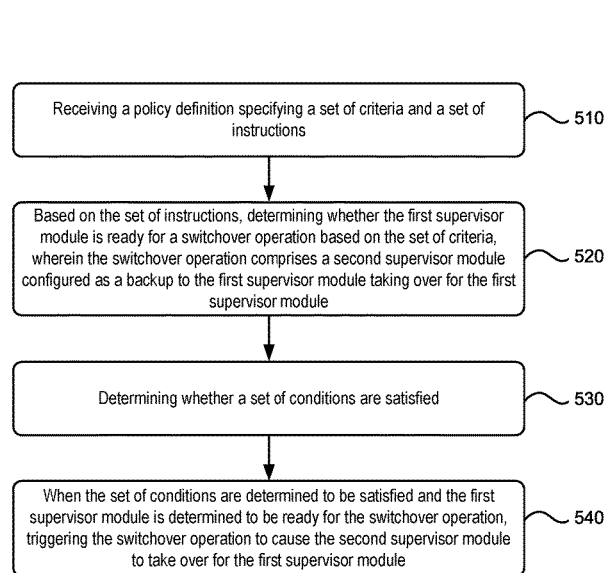 Receiving a policy definition specifying a set of criteria and a set of
instructions
510
Based on the set of instructions, determining whether the first supervisor
module is ready for a switchover operation based on the set of criteria,
wherein the switchover operation comprises a second supervisor module
configured as a backup to the first supervisor module taking over for the first
supervisor module
520
Determining whether a set of conditions are satisfied
530
When the set of conditions are determined to be satisfied and the first
supervisor module is determined to be ready for the switchover operation,
triggering the switchover operation to cause the second supervisor module
to take over for the first supervisor module
540